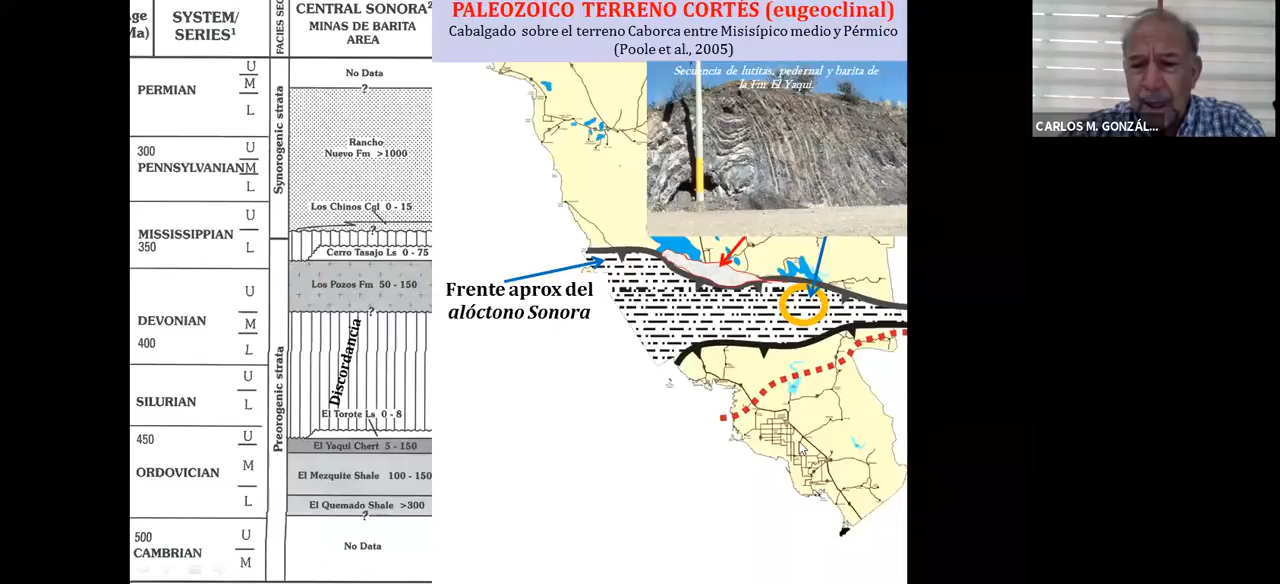 ge
Ma)
SYSTEM/
SERIES¹
FACIES SEC
CENTRAL SONORA²
MINAS DE BARITA
AREA
PERMIAN
U
M
L
No Data
?
300
PENNSYLVANIAN
U
M
L
Rancho
Nuevo Fm >1000
Synorogenic strata
MISSISSIPPIAN
350
U
L
Los Chinos Cgl 0 - 15
?
Cerro Tasajo Ls 0 - 75
DEVONIAN
400
U
M
L
Los Pozos Fm 50 - 150
?
Discordancia
Preorogenic strata
SILURIAN
U
L
El Torote Ls 0 - 8
450
ORDOVICIAN
U
M
L
El Yaqui Chert 5 - 150
El Mezquite Shale 100 - 150
El Quemado Shale >300
?
500
CAMBRIAN
U
M
No Data
PALEOZOICO TERRENO CORTÉS (eugeoclinal)
Cabalgado sobre el terreno Caborca entre Misisípico medio y Pérmico
(Poole et al., 2005)
Secuencia de lutitas, pedernal y barita de
la Fm El Yaqui.
Frente aprox del
alóctono Sonora
CARLOS M. GONZÁL...